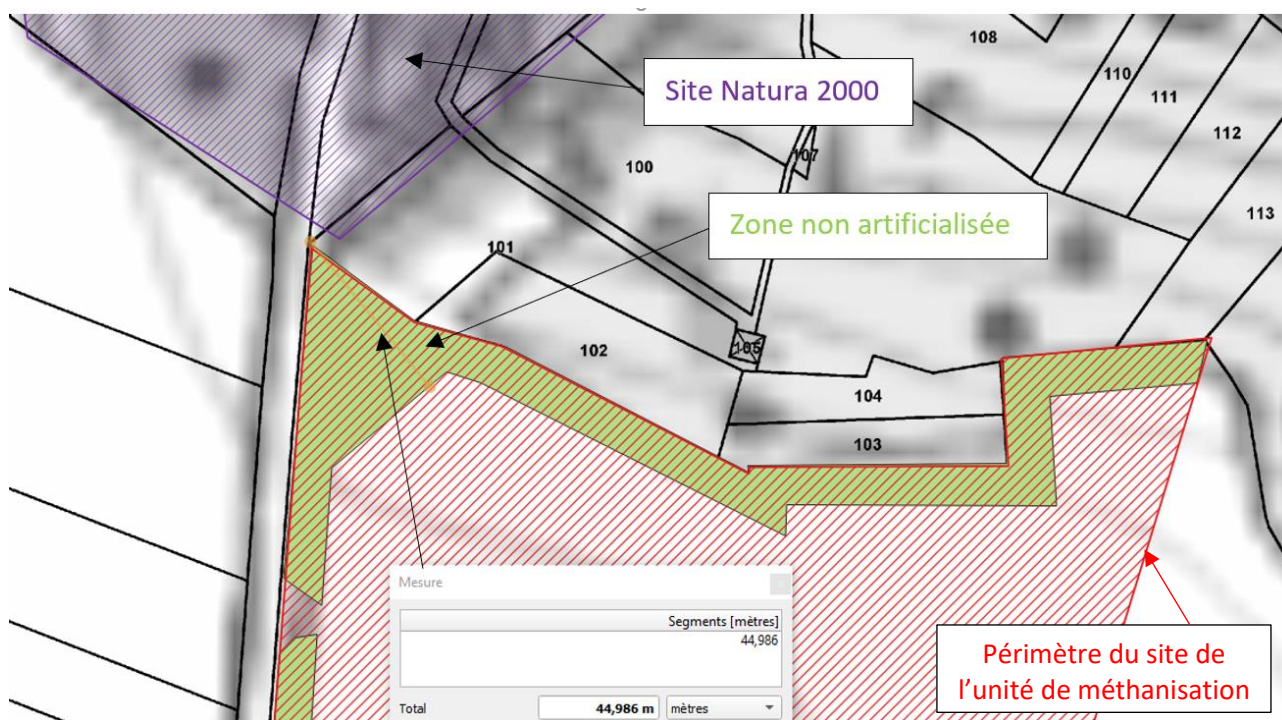 108
110
111
Site Natura 2000
112
107
100
113
Zone non artificialisée
101
102
105
104
103
Mesure
Segments [mètres]
44,986
Total 44,986 m mètres
Périmètre du site de
l'unité de méthanisation